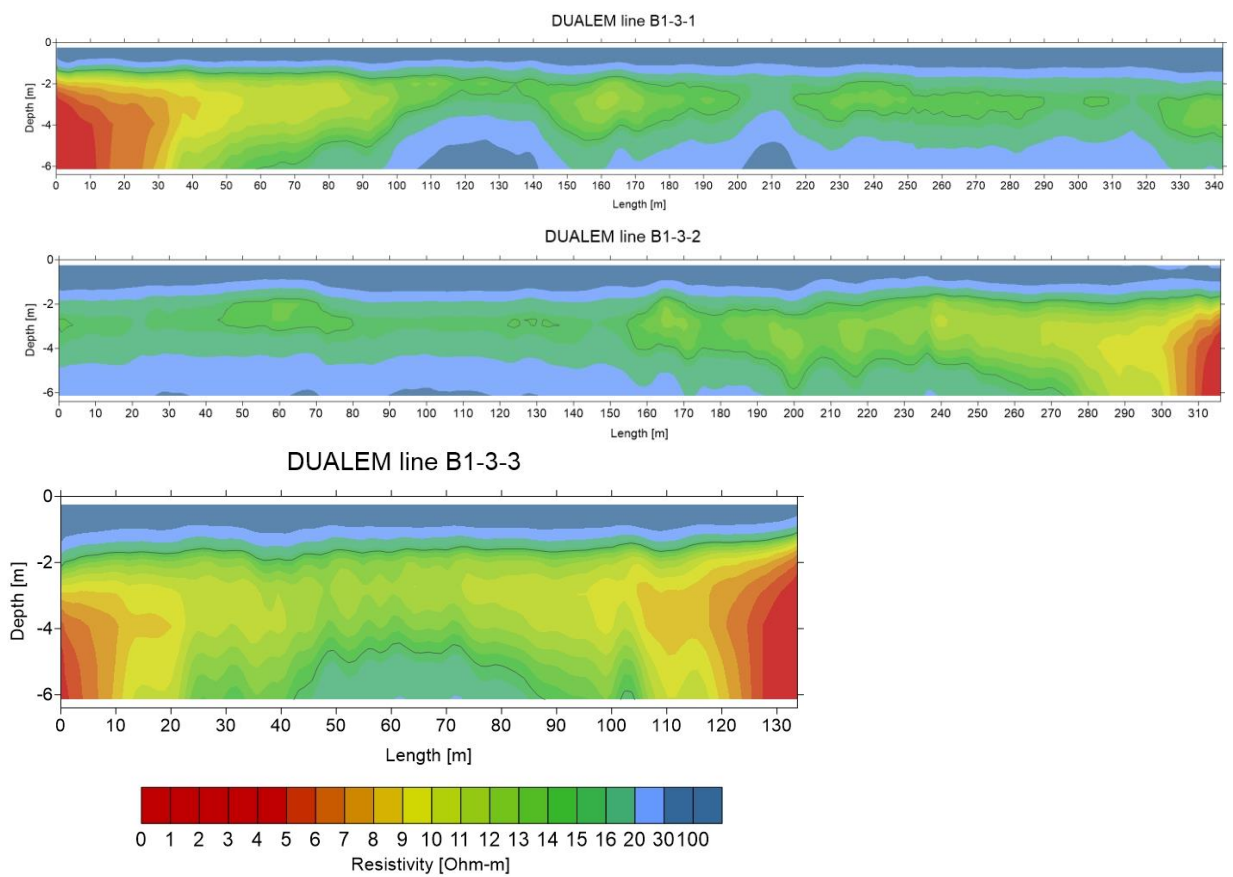 DUALEM line B1-3-1
0
-2
-4
-6
Depth [m]
0 10 20 30 40 50 60 70 80 90 100 110 120 130 140 150 160 170 180 190 200 210 220 230 240 250 260 270 280 290 300 310 320 330 340
Length [m]
DUALEM line B1-3-2
0
-2
-4
-6
Depth [m]
0 10 20 30 40 50 60 70 80 90 100 110 120 130 140 150 160 170 180 190 200 210 220 230 240 250 260 270 280 290 300 310
Length [m]
DUALEM line B1-3-3
0
-2
-4
-6
Depth [m]
0 10 20 30 40 50 60 70 80 90 100 110 120 130
Length [m]
0 1 2 3 4 5 6 7 8 9 10 11 12 13 14 15 16 20 30 100
Resistivity [Ohm-m]